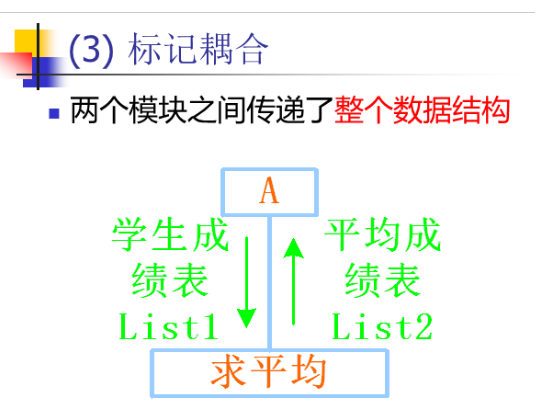 (3) 标记耦合
两个模块之间传递了整个数据结构
A
学生成
绩表
List1
平均成
绩表
List2
求平均